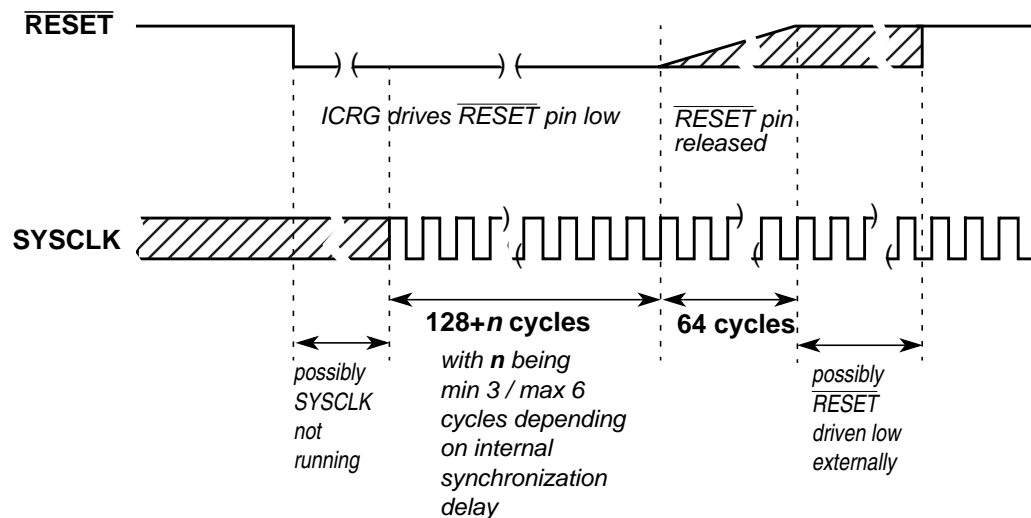 RESET
ICRG drives RESET pin low
RESET pin
released
SYSCLK
128+n cycles
with n being
min 3 / max 6
cycles depending
on internal
synchronization
delay
64 cycles
possibly
SYSCLK
not
running
possibly
RESET
driven low
externally